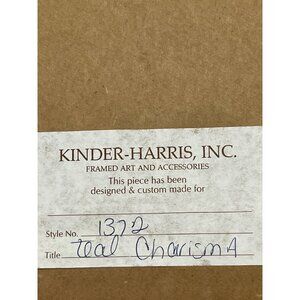 KINDER-HARRIS, INC.
FRAMED ART AND ACCESSORIES
This piece has been
designed & custom made for
Style No. 1372
Title Teal Charisma